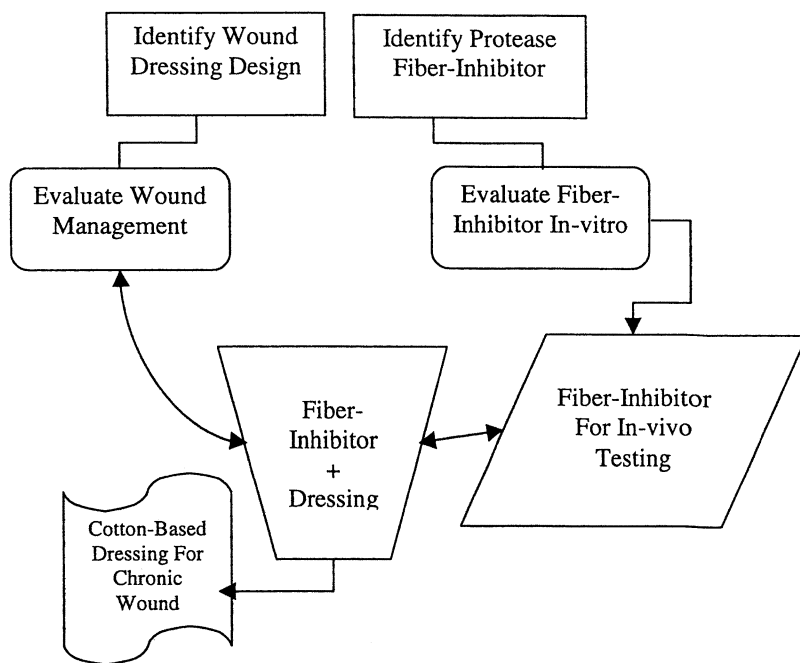 Identify Wound
Dressing Design
Identify Protease
Fiber-Inhibitor
Evaluate Wound
Management
Evaluate Fiber-
Inhibitor In-vitro
Fiber-
Inhibitor
+
Dressing
Fiber-Inhibitor
For In-vivo
Testing
Cotton-Based
Dressing For
Chronic
Wound